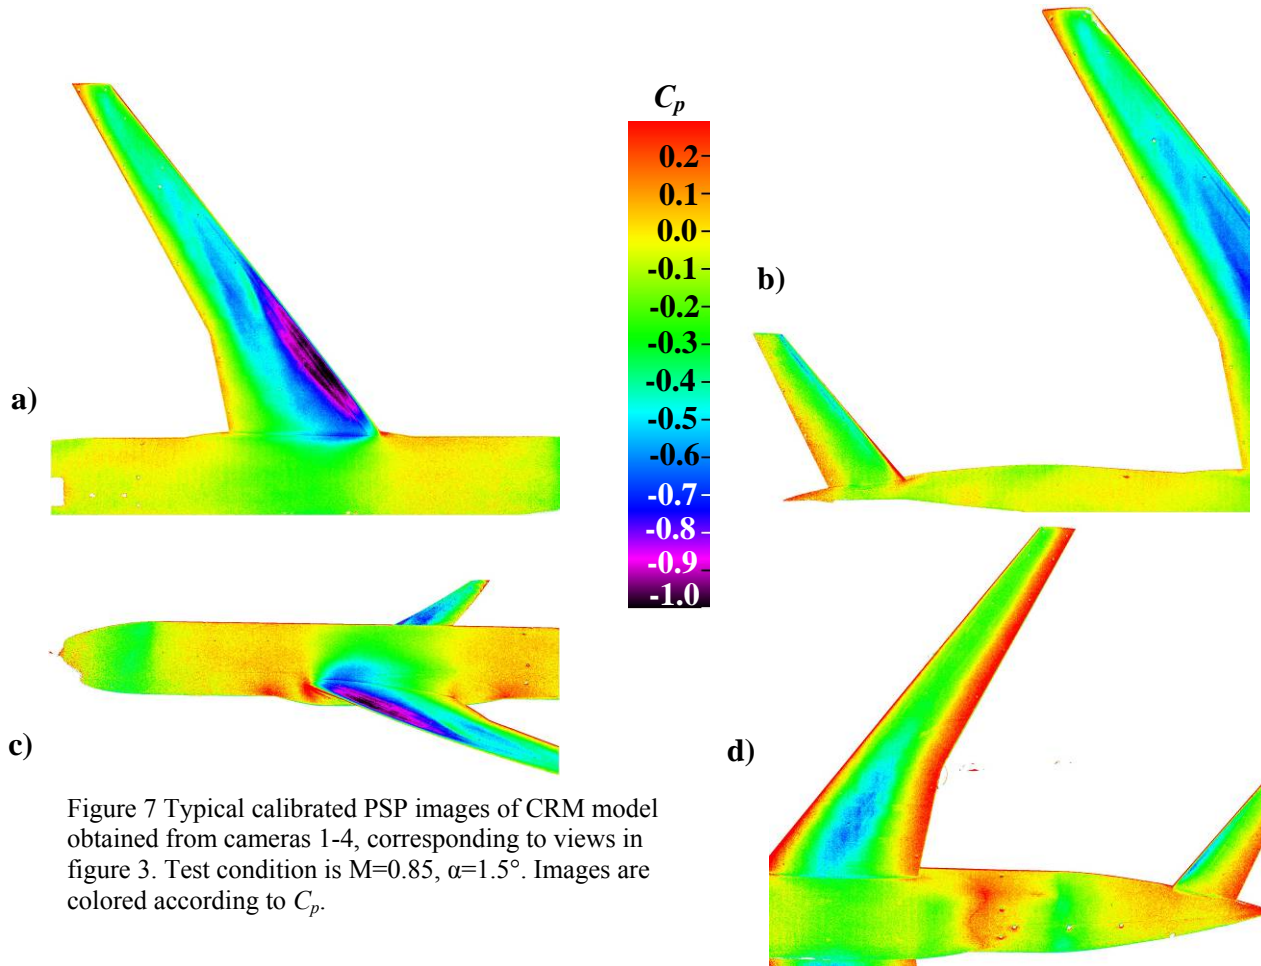 C_p
0.2
0.1
0.0
-0.1
-0.2
-0.3
-0.4
-0.5
-0.6
-0.7
-0.8
-0.9
-1.0
a)
b)
c)
d)
Figure 7 Typical calibrated PSP images of CRM model
obtained from cameras 1-4, corresponding to views in
figure 3. Test condition is M=0.85, α=1.5°. Images are
colored according to C_p.